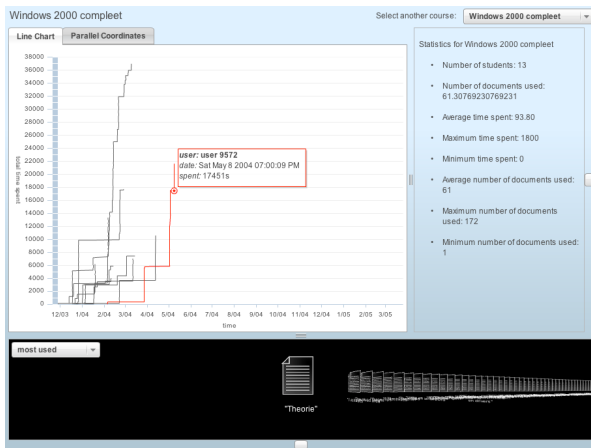 Windows 2000 compleet
Select another course: Windows 2000 compleet
Line Chart
Parallel Coordinates
38000
36000
34000
32000
30000
28000
26000
24000
22000
20000
18000
16000
14000
12000
10000
8000
6000
4000
2000
0
total time spent
user: user 9572
date: Sat May 8 2004 07:00:09 PM
spent: 17451s
12/03 1/04 2/04 3/04 4/04 5/04 6/04 7/04 8/04 9/04 10/04 11/04 12/04 1/05 2/05 3/05
time
Statistics for Windows 2000 compleet
• Number of students: 13
• Number of documents used:
61.30769230769231
• Average time spent: 93.80
• Maximum time spent: 1800
• Minimum time spent: 0
• Average number of documents used:
61
• Maximum number of documents
used: 172
• Minimum number of documents used:
1
most used
"Theorie"